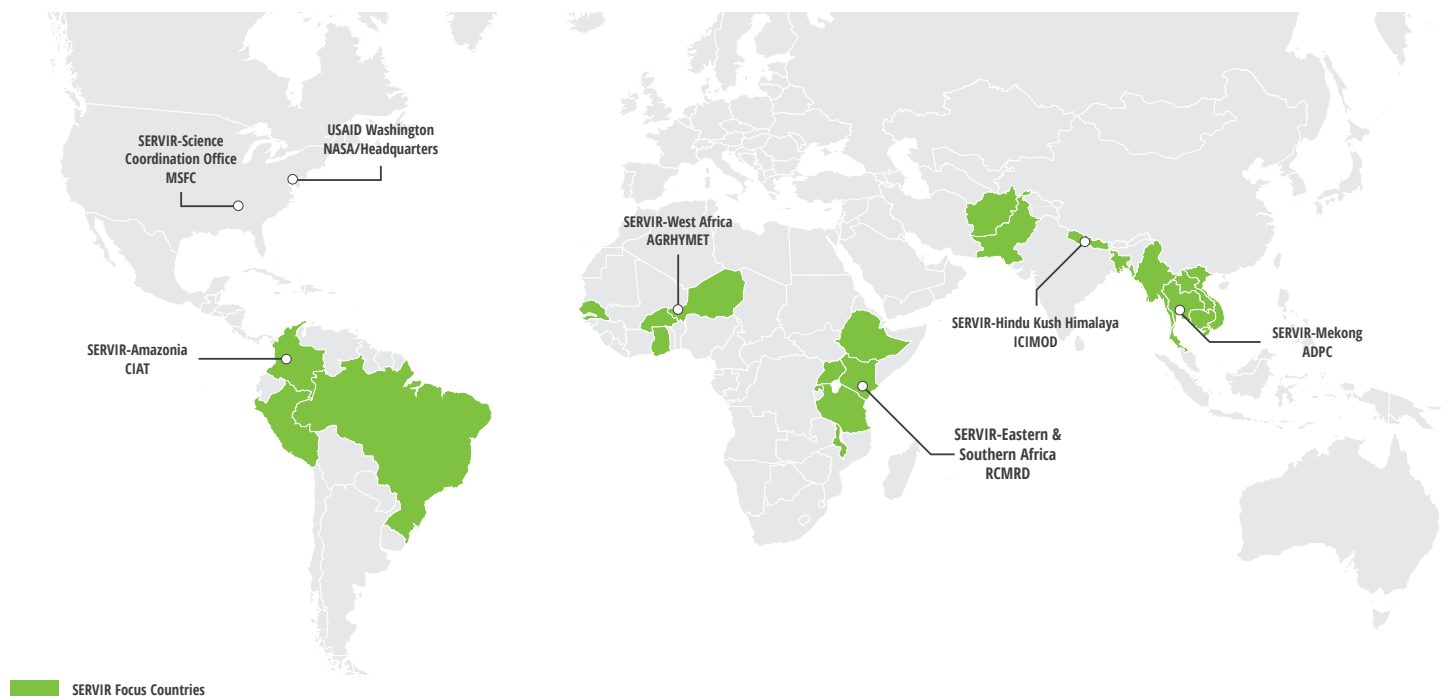 USAID Washington
NASA/Headquarters
SERVIR-Science
Coordination Office
MSFC
SERVIR-West Africa
AGRHYMET
SERVIR-Hindu Kush Himalaya
ICIMOD
SERVIR-Mekong
ADPC
SERVIR-Amazonia
CIAT
SERVIR-Eastern &
Southern Africa
RCMRD
SERVIR Focus Countries